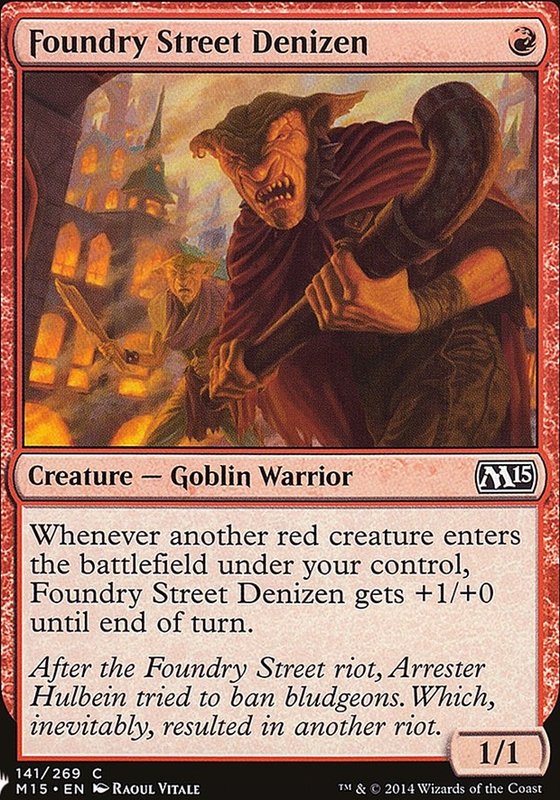 Foundry Street Denizen
Creature — Goblin Warrior
M15
Whenever another red creature enters
the battlefield under your control,
Foundry Street Denizen gets +1/+0
until end of turn.
After the Foundry Street riot, Arrester
Hulbein tried to ban bludgeons. Which,
inevitably, resulted in another riot.
1/1
141/269 C
M15 • EN Raoul Vitale
™ & © 2014 Wizards of the Coast